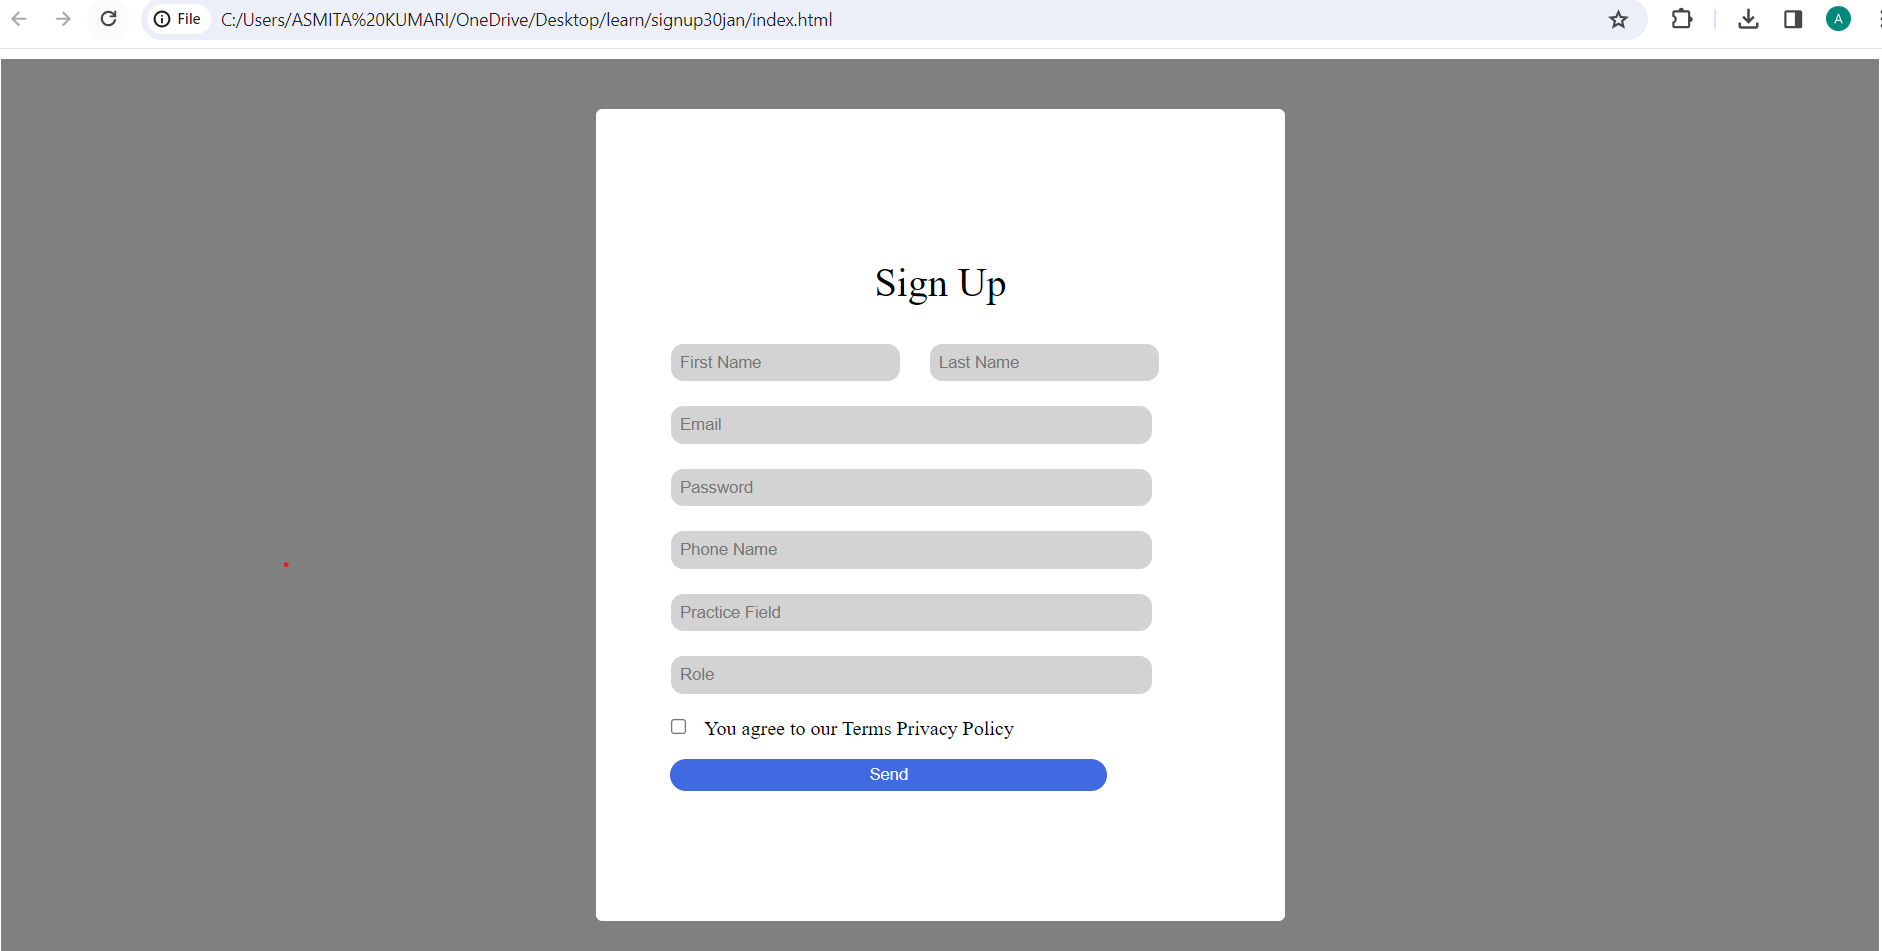 File C:/Users/ASMITA%20KUMARI/OneDrive/Desktop/learn/signup30jan/index.html A
Sign Up
First Name Last Name
Email
Password
Phone Name
Practice Field
Role
You agree to our Terms Privacy Policy
Send